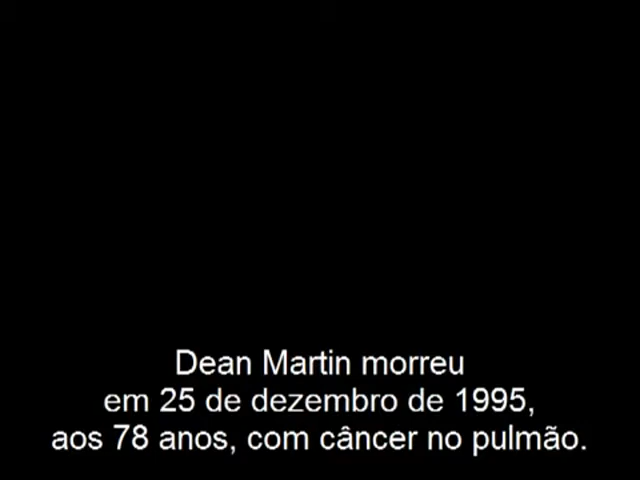 Dean Martin morreu
em 25 de dezembro de 1995,
aos 78 anos, com câncer no pulmão.